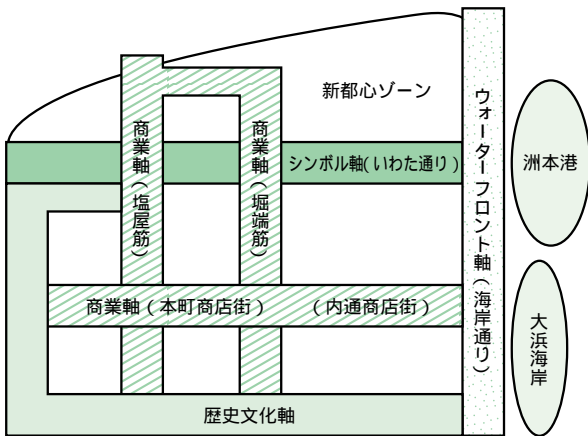 新都心ゾーン
シンボル軸(いわた通り)
商業軸(塩屋筋)
商業軸(堀端筋)
ウォーターフロント軸(海岸通り)
洲本港
商業軸(本町商店街)
(内通商店街)
大浜海岸
歴史文化軸